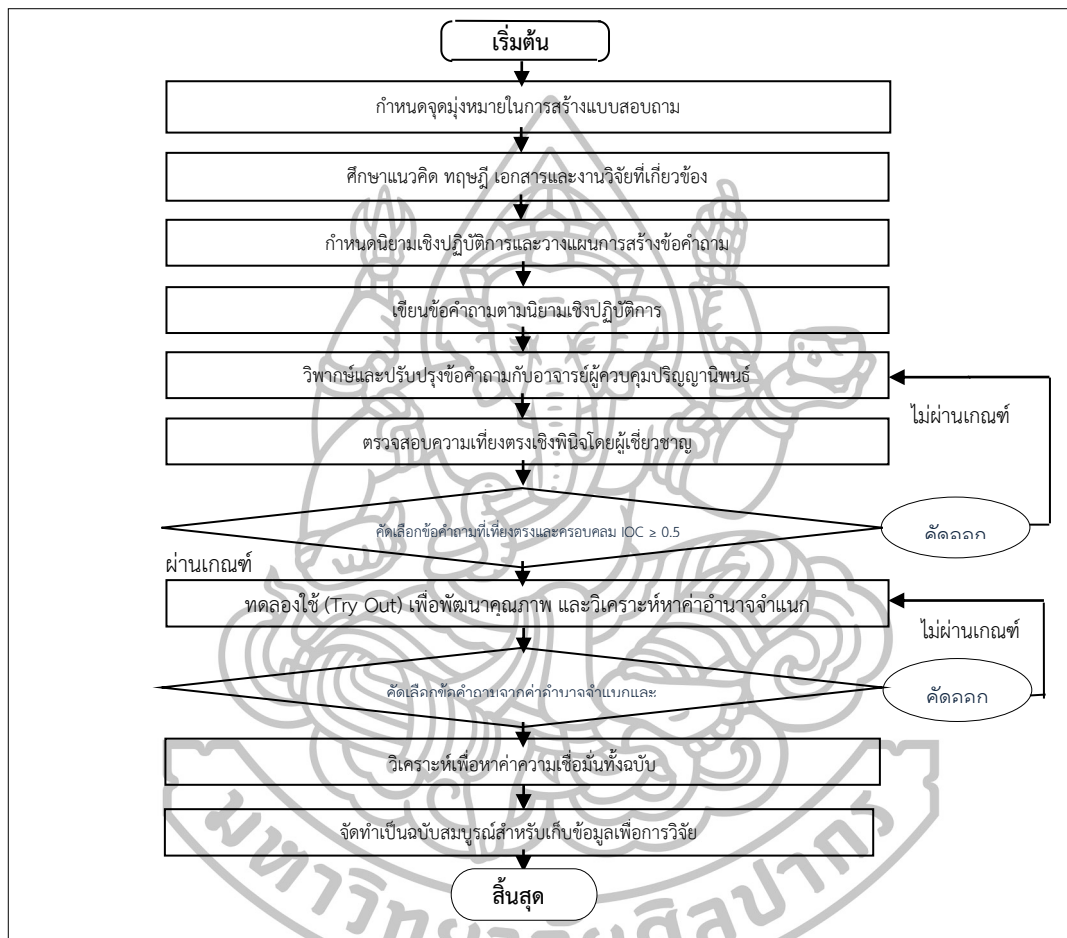 เริ่มต้น
กำหนดจุดมุ่งหมายในการสร้างแบบสอบถาม
ศึกษาแนวคิด ทฤษฎี เอกสารและงานวิจัยที่เกี่ยวข้อง
กำหนดนิยามเชิงปฏิบัติการและวางแผนการสร้างข้อคำถาม
เขียนข้อคำถามตามนิยามเชิงปฏิบัติการ
วิพากษ์และปรับปรุงข้อคำถามกับอาจารย์ผู้ควบคุมปริญญานิพนธ์
ไม่ผ่านเกณฑ์
ตรวจสอบความเที่ยงตรงเชิงพินิจโดยผู้เชี่ยวชาญ
คัดเลือกข้อคำถามที่เที่ยงตรงและครอบคลุม IOC ≥ 0.5
คัดออก
ผ่านเกณฑ์
ทดลองใช้ (Try Out) เพื่อพัฒนาคุณภาพ และวิเคราะห์หาค่าอำนาจจำแนก
ไม่ผ่านเกณฑ์
คัดเลือกข้อคำถามจากค่าอำนาจจำแนกและ
คัดออก
วิเคราะห์เพื่อหาค่าความเชื่อมั่นทั้งฉบับ
จัดทำเป็นฉบับสมบูรณ์สำหรับเก็บข้อมูลเพื่อการวิจัย
สิ้นสุด
มหาวิทยาลัยศิลปากร